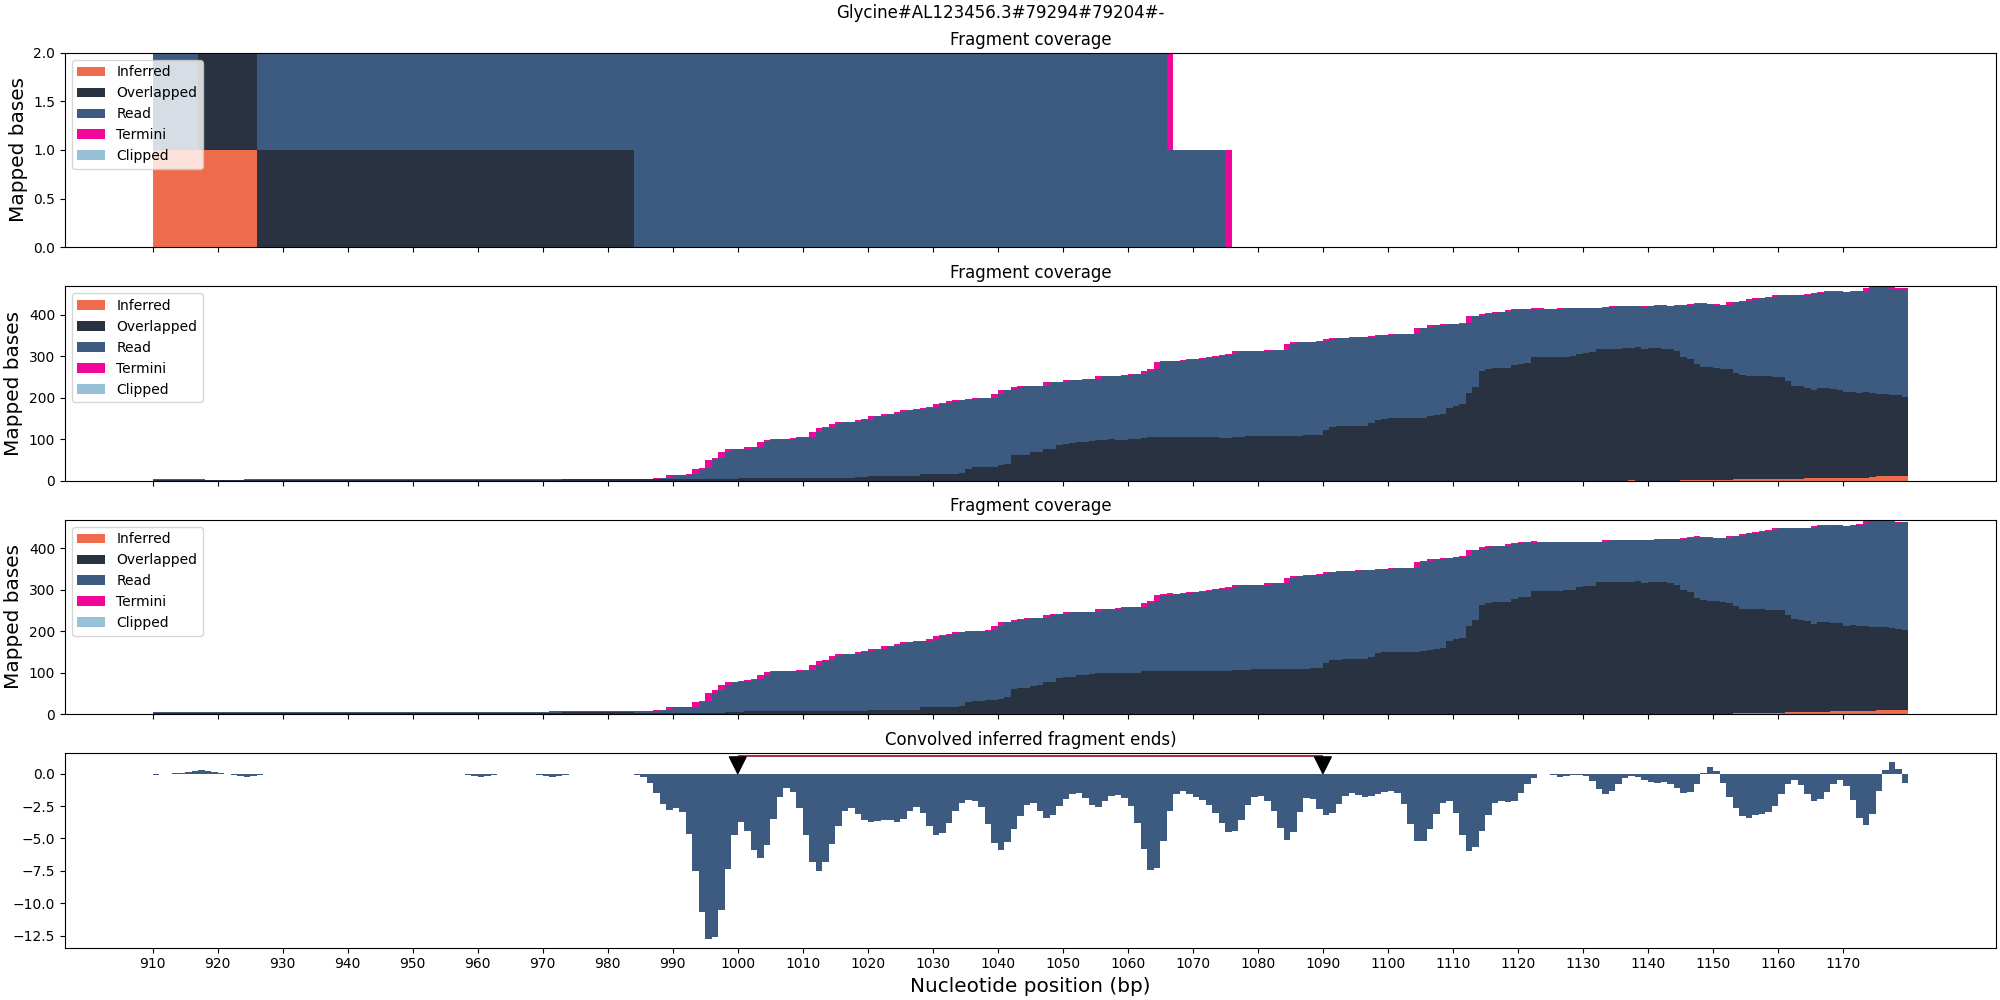 Glycine#AL123456.3#79294#79204#-
Fragment coverage
Mapped bases
2.0
1.5
1.0
0.5
0.0
Inferred
Overlapped
Read
Termini
Clipped
Fragment coverage
Mapped bases
400
300
200
100
0
Inferred
Overlapped
Read
Termini
Clipped
Fragment coverage
Mapped bases
400
300
200
100
0
Inferred
Overlapped
Read
Termini
Clipped
Convolved inferred fragment ends)
0.0
−2.5
−5.0
−7.5
−10.0
−12.5
910 920 930 940 950 960 970 980 990 1000 1010 1020 1030 1040 1050 1060 1070 1080 1090 1100 1110 1120 1130 1140 1150 1160 1170
Nucleotide position (bp)